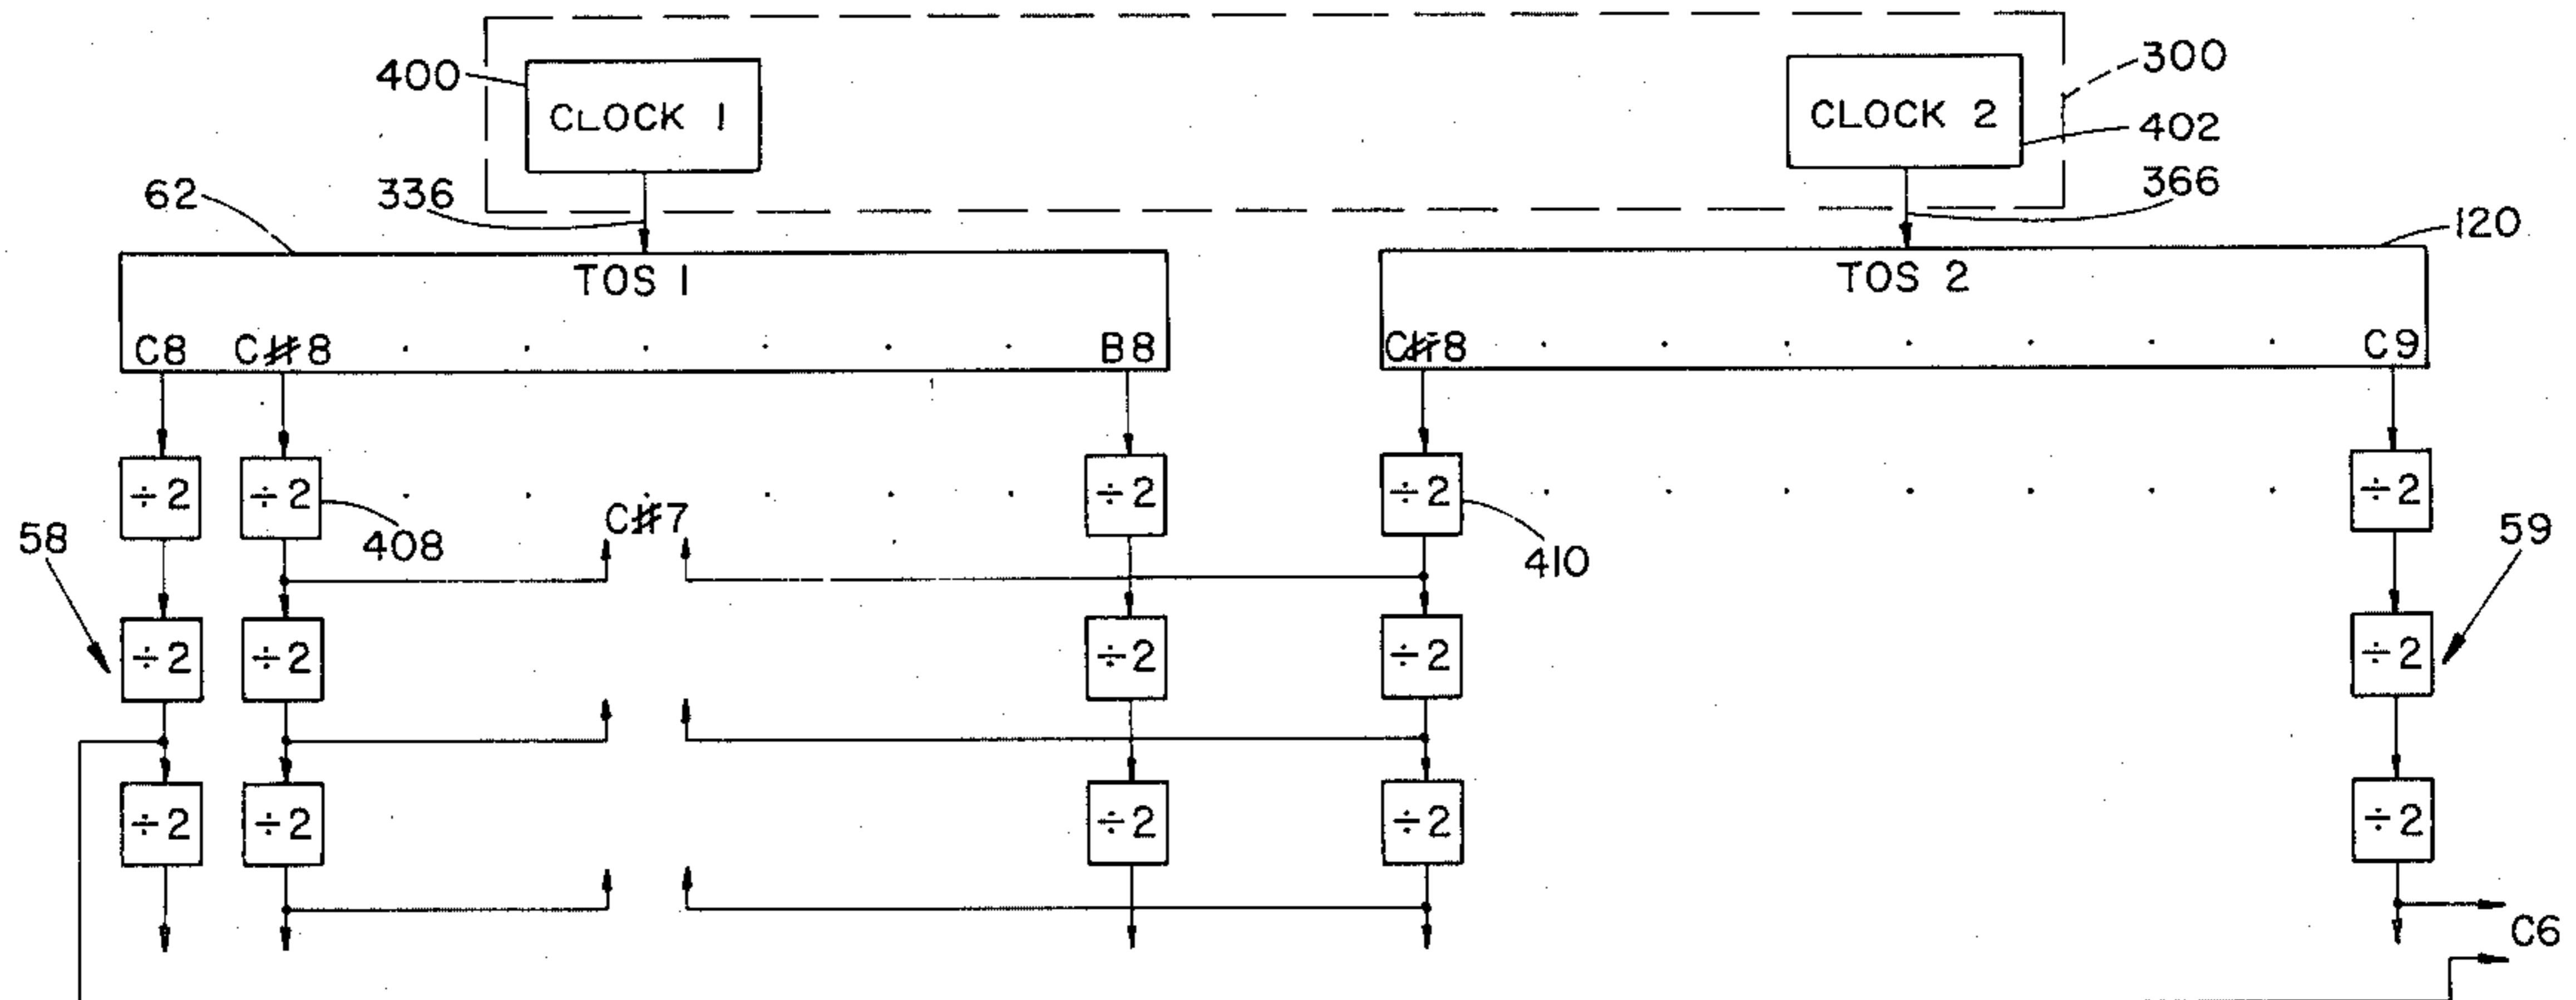 400
CLOCK 1
CLOCK 2
300
402
62
336
366
120
TOS 1
TOS 2
C8 C#8 . . . . . . B8
C#8 . . . . . . . C9
÷2 ÷2 . . . . . . ÷2 ÷2 . . . . . . . ÷2
408
C#7
410
58
59
÷2 ÷2 ÷2 ÷2 ÷2
÷2 ÷2 ÷2 ÷2 ÷2
C6